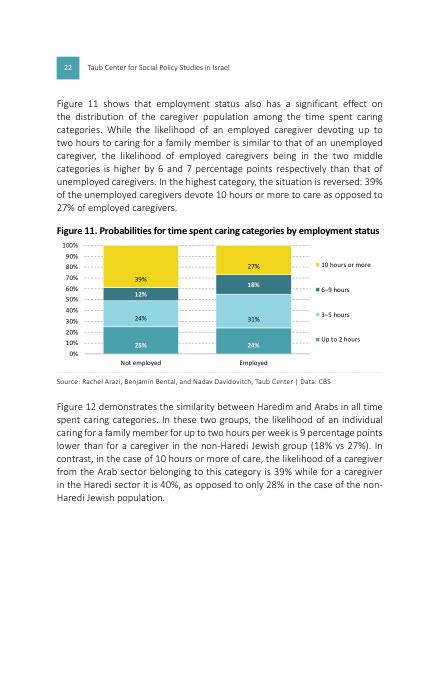 22
Taub Center for Social Policy Studies in Israel
Figure 11 shows that employment status also has a significant effect on
the distribution of the caregiver population among the time spent caring
categories. While the likelihood of an employed caregiver devoting up to
two hours to caring for a family member is similar to that of an unemployed
caregiver, the likelihood of employed caregivers being in the two middle
categories is higher by 6 and 7 percentage points respectively than that of
unemployed caregivers. In the highest category, the situation is reversed: 39%
of the unemployed caregivers devote 10 hours or more to care as opposed to
27% of employed caregivers.
Figure 11. Probabilities for time spent caring categories by employment status
100%
90%
80%
70%
60%
50%
40%
30%
20%
10%
0%
39%
12%
24%
25%
27%
18%
31%
24%
10 hours or more
6–9 hours
3–5 hours
Up to 2 hours
Not employed
Employed
Source: Rachel Arazi, Benjamin Bental, and Nadav Davidovitch, Taub Center | Data: CBS
Figure 12 demonstrates the similarity between Haredim and Arabs in all time
spent caring categories. In these two groups, the likelihood of an individual
caring for a family member for up to two hours per week is 9 percentage points
lower than for a caregiver in the non-Haredi Jewish group (18% vs 27%). In
contrast, in the case of 10 hours or more of care, the likelihood of a caregiver
from the Arab sector belonging to this category is 39% while for a caregiver
in the Haredi sector it is 40%, as opposed to only 28% in the case of the non-
Haredi Jewish population.